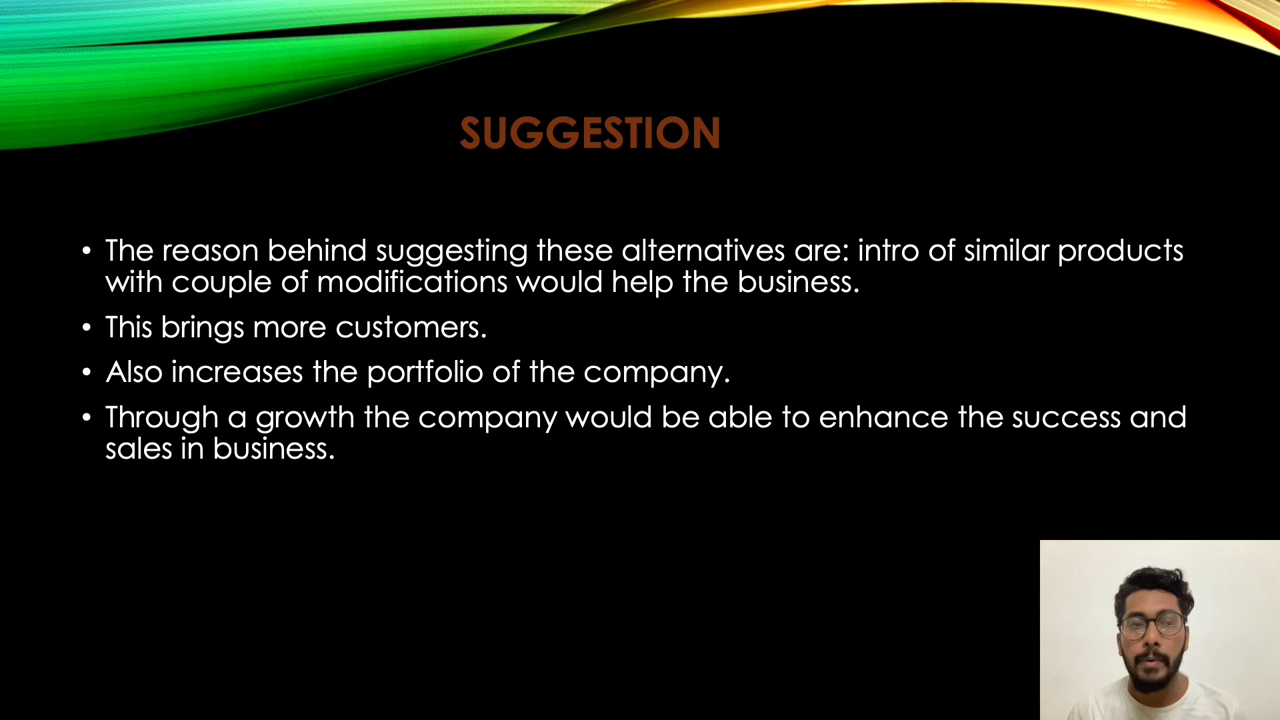 SUGGESTION
• The reason behind suggesting these alternatives are: intro of similar products
with couple of modifications would help the business.
• This brings more customers.
• Also increases the portfolio of the company.
• Through a growth the company would be able to enhance the success and
sales in business.